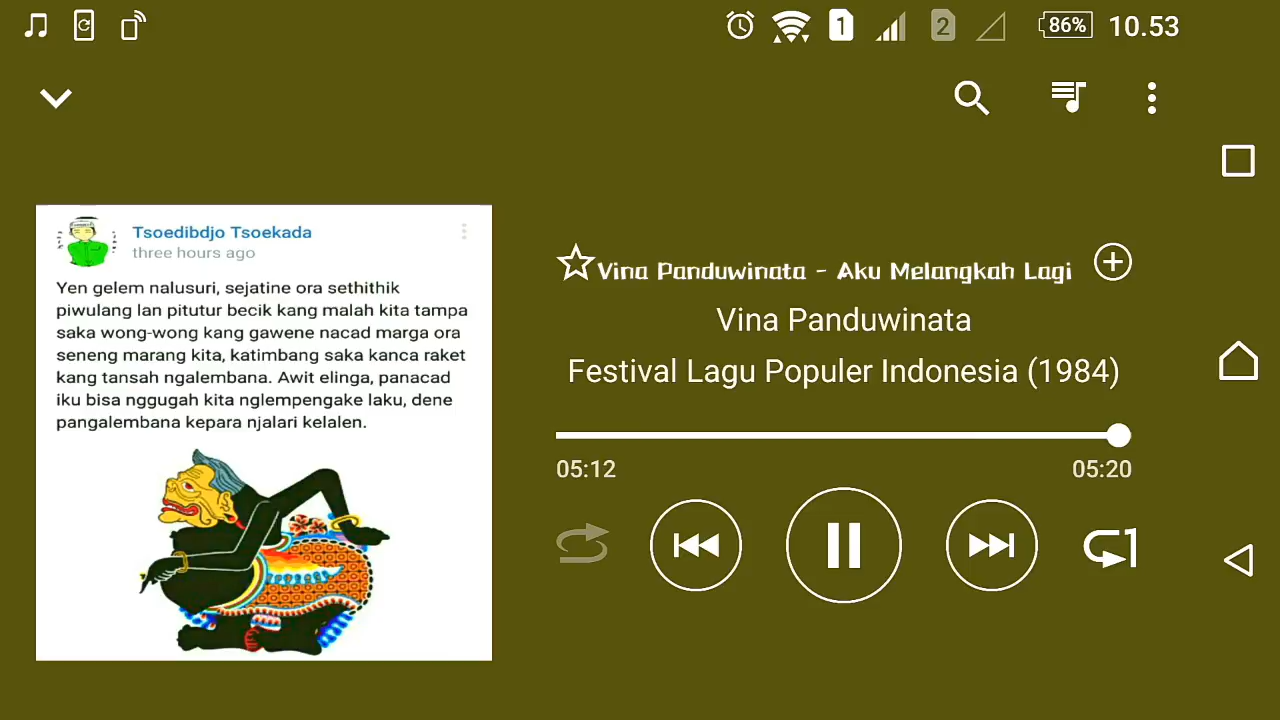 1
2
86%
10.53
Tsoedibdjo Tsoekada
three hours ago
Yen gelem nalusuri, sejatine ora sethithik
piwulang lan pitutur becik kang malah kita tampa
saka wong-wong kang gawene nacad marga ora
seneng marang kita, katimbang saka kanca raket
kang tansah ngalembana. Awit elinga, panacad
iku bisa nggugah kita nglempengake laku, dene
pangalembana kepara njalari kelalen.
Vina Panduwinata - Aku Melangkah Lagi
Vina Panduwinata
Festival Lagu Populer Indonesia (1984)
05:12
05:20
1